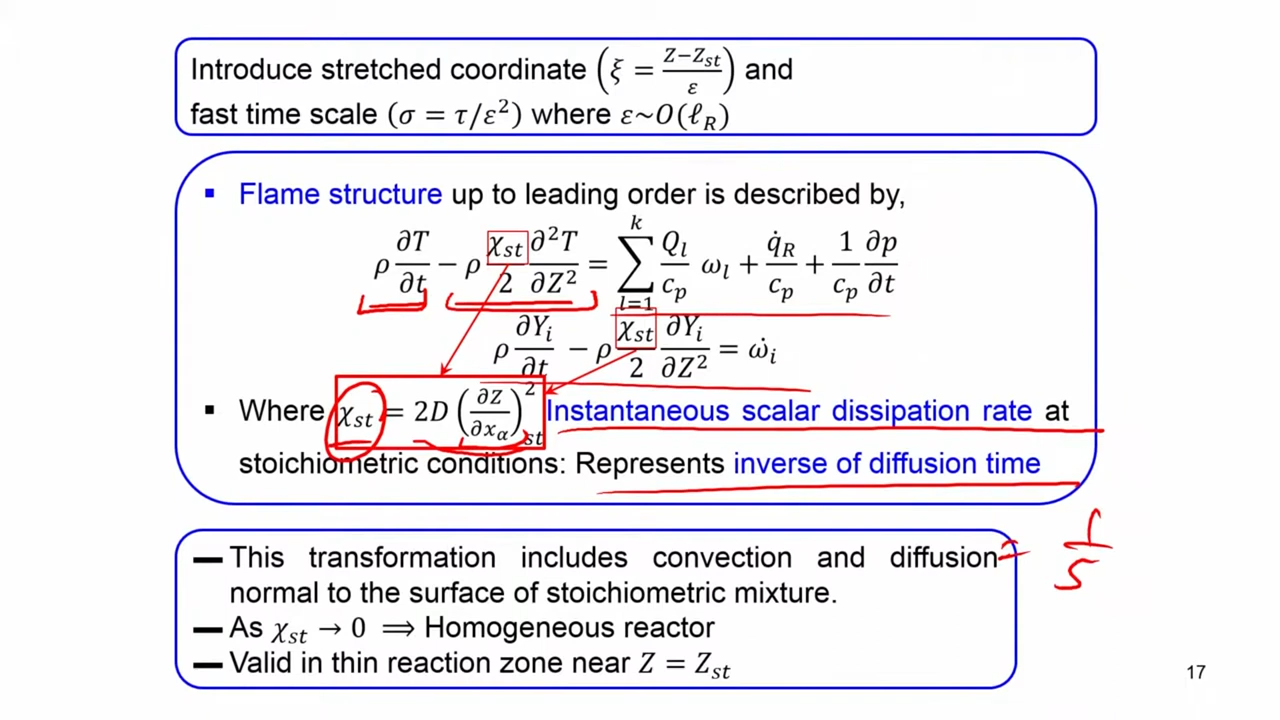 Introduce stretched coordinate (ξ = (Z−Z_st)/ε) and
fast time scale (σ = τ/ε²) where ε~O(ℓ_R)
▪ Flame structure up to leading order is described by,
ρ ∂T/∂t − ρ χ_st/2 ∂²T/∂Z² = ∑_{l=1}^{k} Q_l/c_p ω_l + q̇_R/c_p + 1/c_p ∂p/∂t
ρ ∂Y_i/∂t − ρ χ_st/2 ∂Y_i/∂Z² = ω̇_i
▪ Where χ_st = 2D (∂Z/∂x_α)²_st Instantaneous scalar dissipation rate at
stoichiometric conditions: Represents inverse of diffusion time
= 1/s
— This transformation includes convection and diffusion
normal to the surface of stoichiometric mixture.
— As χ_st → 0 ⟹ Homogeneous reactor
— Valid in thin reaction zone near Z = Z_st
17